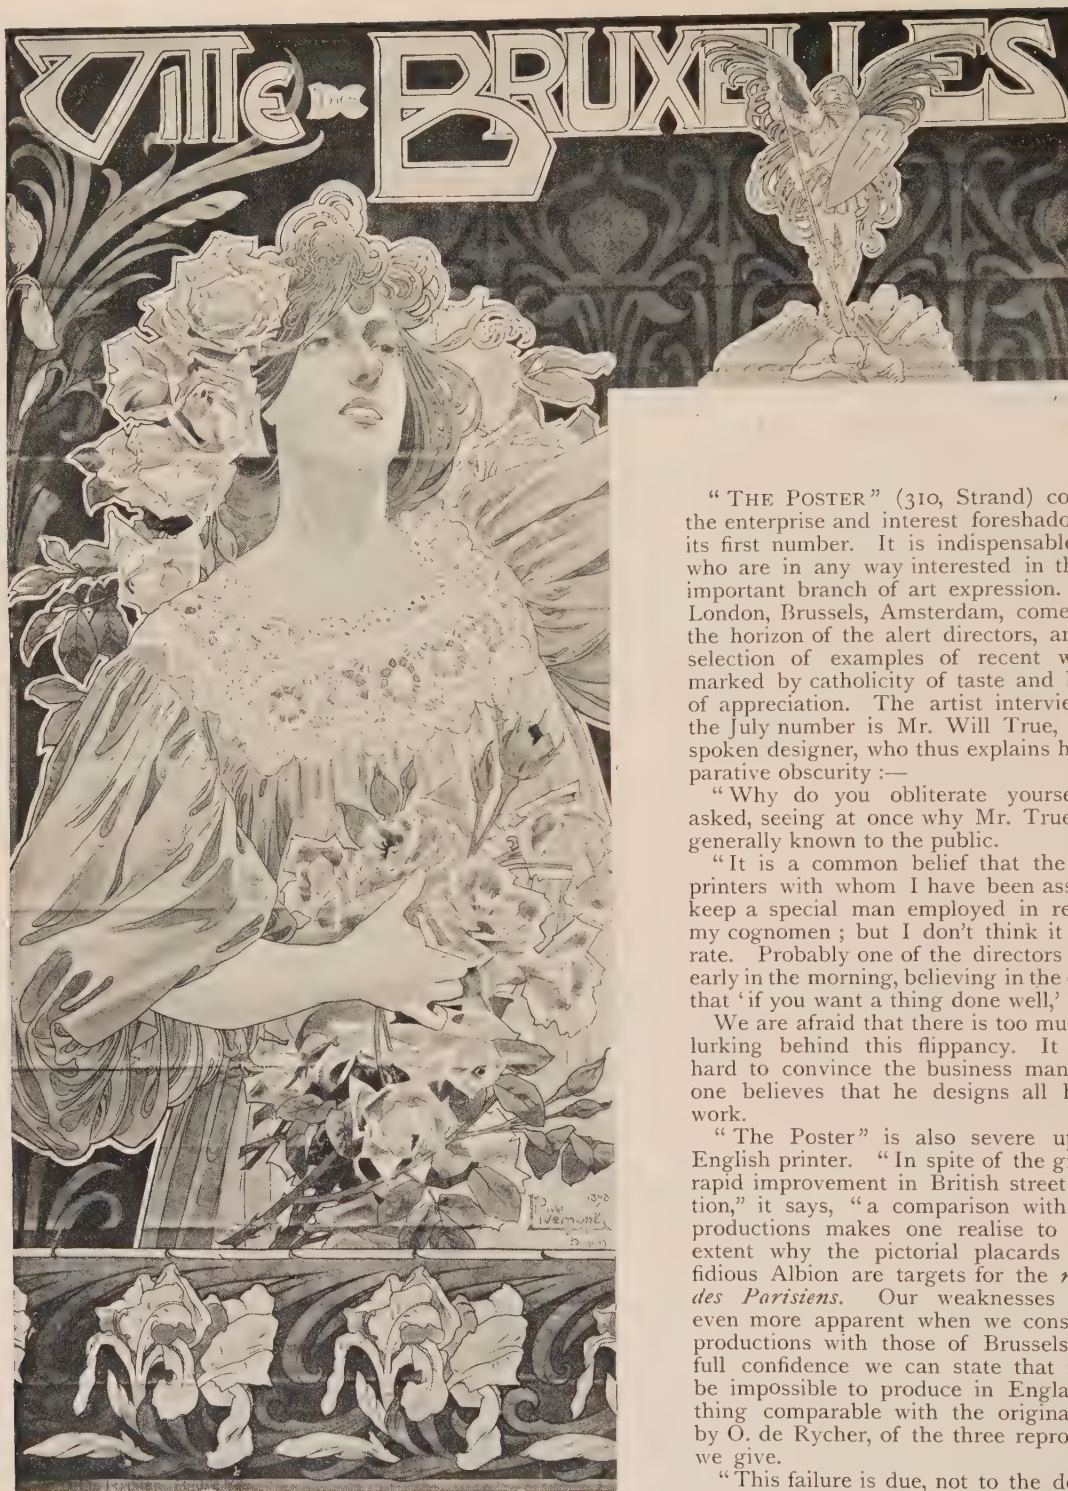 VILLE DE BRUXELLES
“THE POSTER” (310, Strand) co
the enterprise and interest foreshado
its first number. It is indispensable
who are in any way interested in th
important branch of art expression.
London, Brussels, Amsterdam, come
the horizon of the alert directors, an
selection of examples of recent w
marked by catholicity of taste and
of appreciation. The artist intervie
the July number is Mr. Will True,
spoken designer, who thus explains h
parative obscurity :—
“Why do you obliterate yourse
asked, seeing at once why Mr. True
generally known to the public.
“It is a common belief that the
printers with whom I have been ass
keep a special man employed in re
my cognomen ; but I don't think it
rate. Probably one of the directors
early in the morning, believing in the
that ‘if you want a thing done well,’
We are afraid that there is too mu
lurking behind this flippancy. It
hard to convince the business man
one believes that he designs all h
work.
“The Poster” is also severe up
English printer. “In spite of the g
rapid improvement in British street
tion,” it says, “a comparison with
productions makes one realise to
extent why the pictorial placards
fidious Albion are targets for the
des Parisiens. Our weaknesses
even more apparent when we cons
productions with those of Brussels
full confidence we can state that
be impossible to produce in Engla
thing comparable with the origina
by O. de Rycher, of the three repro
we give.
“This failure is due, not to the de
1898
Privat
Livemont